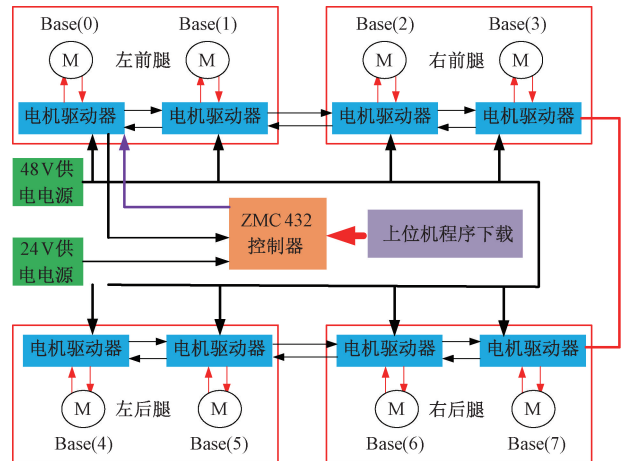 Base(0)
Base(1)
Base(2)
Base(3)
M
左前腿
M
M
右前腿
M
电机驱动器
电机驱动器
电机驱动器
电机驱动器
48V供
电电源
ZMC 432
控制器
上位机程序下载
24V供
电电源
电机驱动器
电机驱动器
电机驱动器
电机驱动器
M
左后腿
M
M
右后腿
M
Base(4)
Base(5)
Base(6)
Base(7)